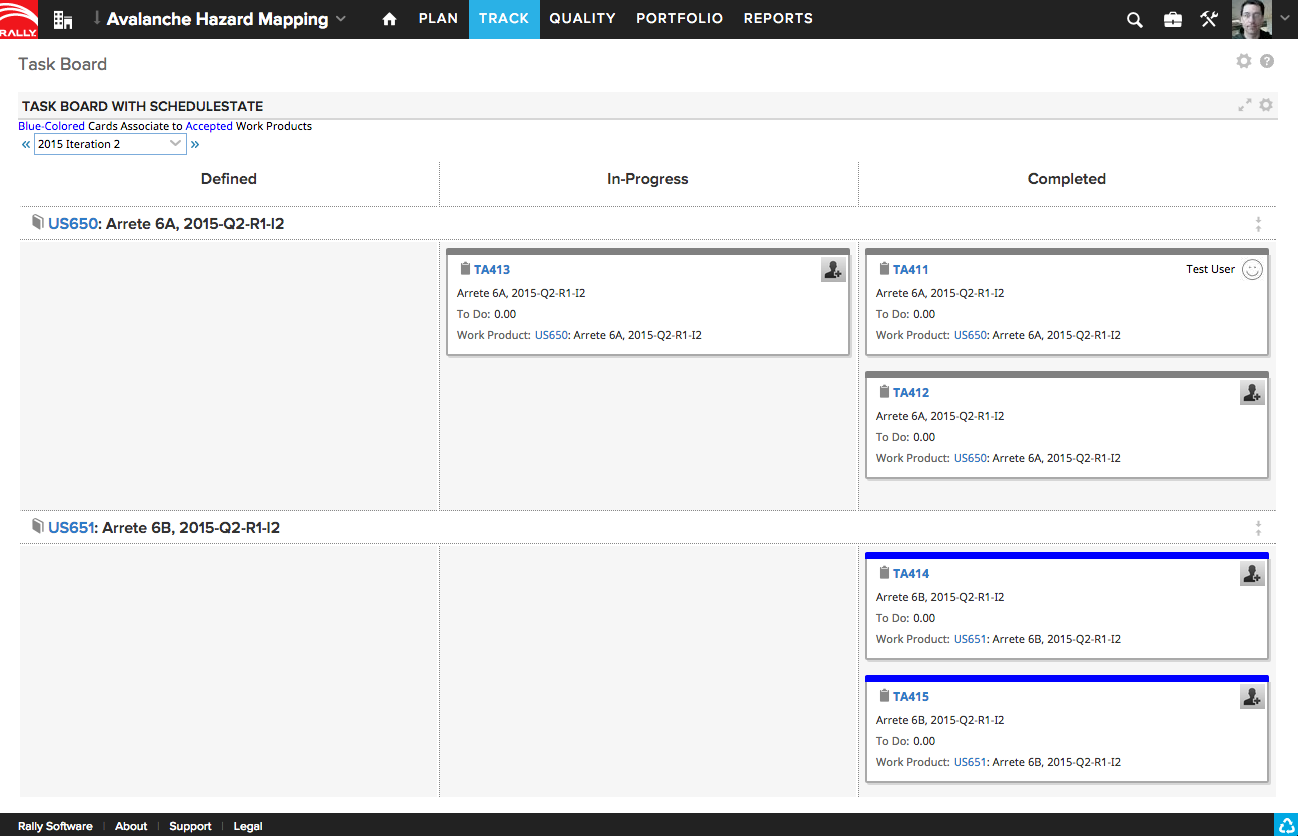 RALLY
Avalanche Hazard Mapping
PLAN
TRACK
QUALITY
PORTFOLIO
REPORTS
Task Board
TASK BOARD WITH SCHEDULESTATE
Blue-Colored Cards Associate to Accepted Work Products
« 2015 Iteration 2 »
Defined
In-Progress
Completed
US650: Arrete 6A, 2015-Q2-R1-I2
TA413
Arrete 6A, 2015-Q2-R1-I2
To Do: 0.00
Work Product: US650: Arrete 6A, 2015-Q2-R1-I2
TA411
Test User
Arrete 6A, 2015-Q2-R1-I2
To Do: 0.00
Work Product: US650: Arrete 6A, 2015-Q2-R1-I2
TA412
Arrete 6A, 2015-Q2-R1-I2
To Do: 0.00
Work Product: US650: Arrete 6A, 2015-Q2-R1-I2
US651: Arrete 6B, 2015-Q2-R1-I2
TA414
Arrete 6B, 2015-Q2-R1-I2
To Do: 0.00
Work Product: US651: Arrete 6B, 2015-Q2-R1-I2
TA415
Arrete 6B, 2015-Q2-R1-I2
To Do: 0.00
Work Product: US651: Arrete 6B, 2015-Q2-R1-I2
Rally Software | About | Support | Legal